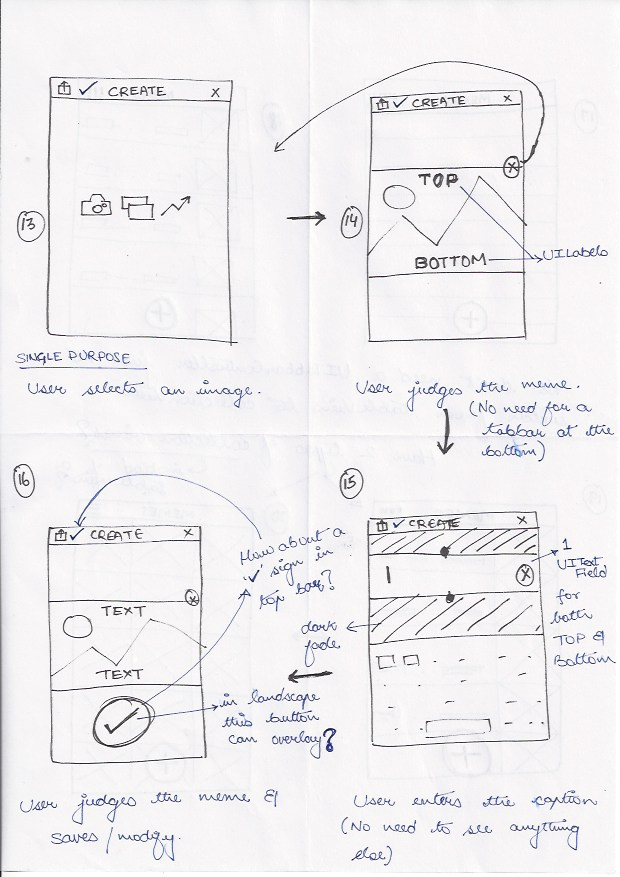 13
✓ CREATE x
SINGLE PURPOSE
User selects an image.
14
✓ CREATE x
x
TOP
BOTTOM
UILabels
User judges the meme.
(No need for a
tabbar at the
bottom)
15
✓ CREATE x
x
1
UIText
Field
for
both
TOP &
Bottom
dark
fade
User enters the caption
(No need to see anything
else)
16
✓ CREATE x
x
TEXT
TEXT
✓
How about a
'✓' sign in
top bar?
in landscape
this button
can overlay?
User judges the meme &
saves/modify.